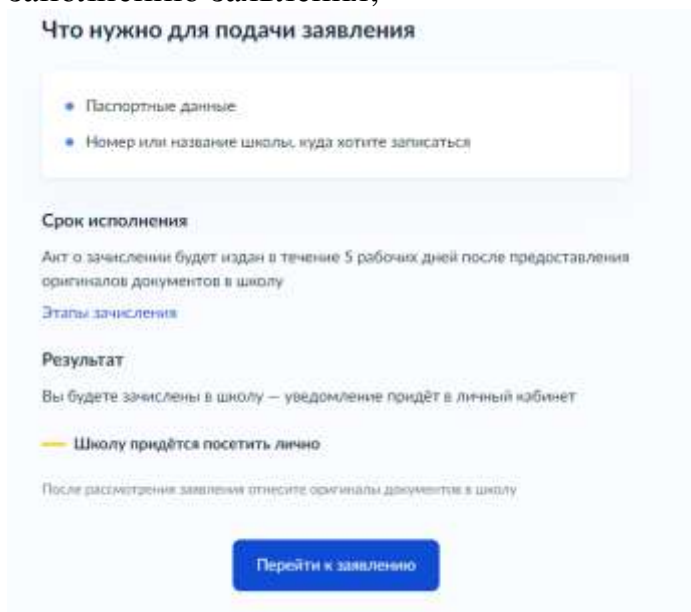 Что нужно для подачи заявления
Паспортные данные
Номер или название школы, куда хотите записаться
Срок исполнения
Акт о зачислении будет издан в течение 5 рабочих дней после предоставления
оригиналов документов в школу
Этапы зачисления
Результат
Вы будете зачислены в школу — уведомление придёт в личный кабинет
Школу придётся посетить лично
После рассмотрения заявления отнесите оригиналы документов в школу
Перейти к заявлению